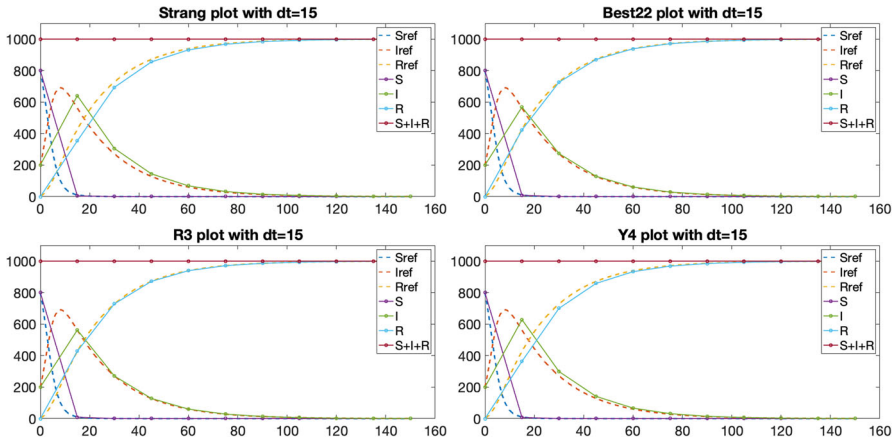 Strang plot with dt=15
1000
800
600
400
200
0
0 20 40 60 80 100 120 140 160
Sref
Iref
Rref
S
I
R
S+I+R
Best22 plot with dt=15
1000
800
600
400
200
0
0 20 40 60 80 100 120 140 160
Sref
Iref
Rref
S
I
R
S+I+R
R3 plot with dt=15
1000
800
600
400
200
0
0 20 40 60 80 100 120 140 160
Sref
Iref
Rref
S
I
R
S+I+R
Y4 plot with dt=15
1000
800
600
400
200
0
0 20 40 60 80 100 120 140 160
Sref
Iref
Rref
S
I
R
S+I+R